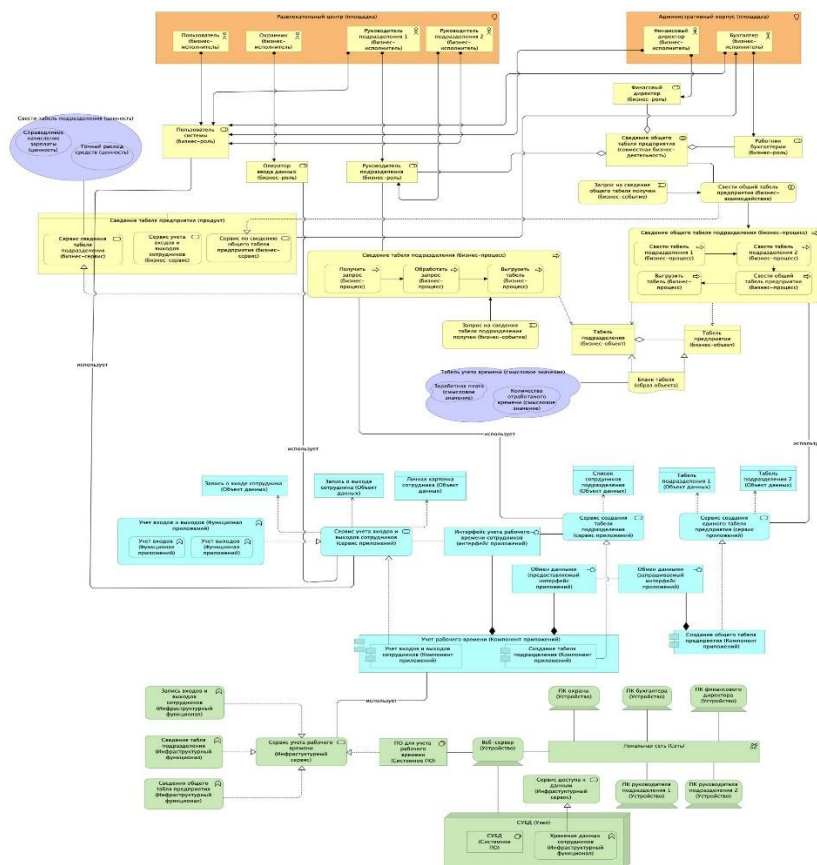 Развлекательный центр (площадка)
Административный корпус (площадка)
Пользователь
(бизнес-
исполнитель)
Охранник
(бизнес-
исполнитель)
Руководитель
подразделения 1
(бизнес-
исполнитель)
Руководитель
подразделения 2
(бизнес-
исполнитель)
Финансовый
директор
(бизнес-
исполнитель)
Бухгалтер
(бизнес-
исполнитель)
Финасовый
директор
(бизнес-роль)
Свести табель подразделения (ценность)
Справедливое
начисление
зарплаты
(ценность)
Точный расход
средств (ценность)
Пользователь
системы
(Бизнес-роль)
Оператор
ввода данных
(бизнес-роль)
Руководитель
подразделения
(бизнес-роль)
Сведение общего
табеля предприятия
(совместная бизнес-
деятельность)
Работник
бухгалтерии
(Бизнес-роль)
Запрос на сведения
общего табеля получен
(бизнес-событие)
Свести общий табель
предприятия (бизнес-
взаимодействие)
Сведение табеля предприятия (продукт)
Сервис сведения
табеля
подразделения
(бизнес-сервис)
Сервис учета
входов и
выходов
сотрудников
(бизнес-сервис)
Сервис по сведению
общего табеля
предприятие (бизнес-
сервис)
Сведение табеля подразделения (бизнес-процесс)
Получить
запрос
(бизнес-
процесс)
Обработать
запрос
(бизнес-
процесс)
Выгрузить
табель
(бизнес-
процесс)
Запрос на сведения
табеля подразделения
получен (бизнес-событие)
Сведение общего табеля подразделения (бизнес-процесс)
Свести табель
подразделения 1
(бизнес-процесс)
Свести табель
подразделения 2
(бизнес-процесс)
Выгрузить
табель (бизнес-
процесс)
Свести общий
табель предприятия
(бизнес-процесс)
Табель
подразделения
(бизнес-объект)
Табель
предприятия
(бизнес-объект)
Бланк табеля
(образ объекта)
Табель учета времени (смысловое значение)
Заработная плата
(смысловое
значение)
Количество
отработаного
времени (смысловое
значение)
использует
использует
использует
Запись о входе сотрудника
(Объект данных)
Запись о выходе
сотрудника (Объект
данных)
Личная карточка
сотрудника (Объект
данных)
Список
сотрудников
подразделения
(Объект данных)
Табель
подразделения 1
(Объект данных)
Табель
подразделения 2
(Объект данных)
Учет входов и выходов (Функционал
приложений)
Учет входов
(Функционал
приложений)
Учет выходов
(Функционал
приложений)
Сервис учета входов и
выходов сотрудников
(сервис приложений)
Интерфейс учета рабочего
времени сотрудников
(интерфейс приложений)
Сервис создания
табеля
подразделения
(сервис приложений)
Сервис создания
единого табеля
предприятия (сервис
приложений)
Обмен данными
(предоставляемый
интерфейс
приложений)
Обмен данными
(запрашиваемый
интерфейс
приложений)
Учет рабочего времени (Компонент приложений)
Учет входов и выходов
сотрудников (Компонент
приложений)
Создание табеля
подразделения (Компонент
приложений)
Создание общего табеля
предприятия (Компонент
приложений)
использует
Запись входов и
выходов
сотрудников
(Инфраструктурный
функционал)
Сведение табля
подразделения
(Инфраструктурный
функционал)
Сведения общего
табля предприятия
(Инфраструктурный
функционал)
Сервис учета рабочего
времени
(Инфраструктурный
сервис)
ПО для учета
рабочего
времени
(Системное ПО)
Веб-сервер
(Устройство)
ПК охраны
(Устройство)
ПК бухгалтера
(Устройство)
ПК финансового
директора
(Устройство)
Локальная сеть (Сеть)
ПК руководителя
подразделения 1
(Устройство)
ПК руководителя
подразделения 2
(Устройство)
Сервис доступа к
данным
(Инфраструктурный
сервис)
СУБД (Узел)
СУБД
(Системное
ПО)
Хранения данных
сотрудников
(Инфраструктурный
функционал)